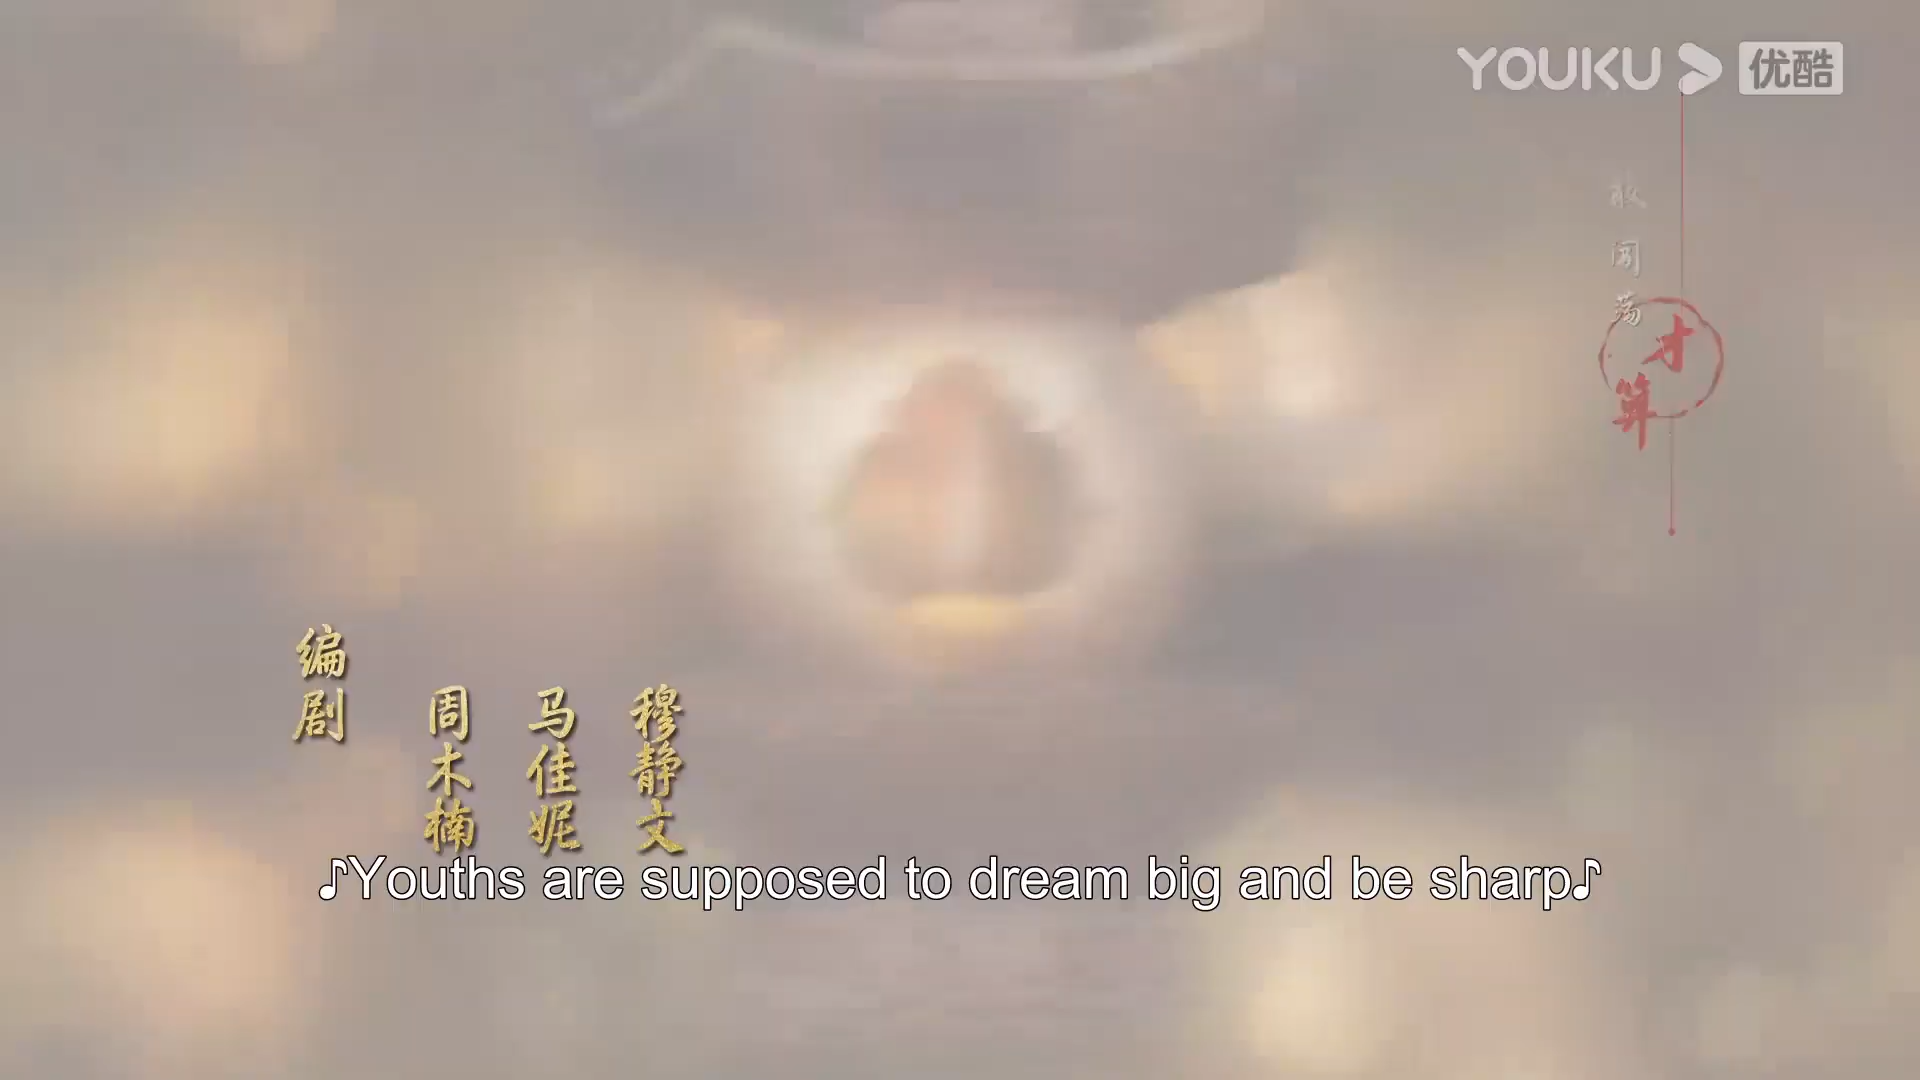 YOUKU 优酷
敢闯荡
才算
编剧
周木楠
马佳妮
穆静文
♪Youths are supposed to dream big and be sharp♪